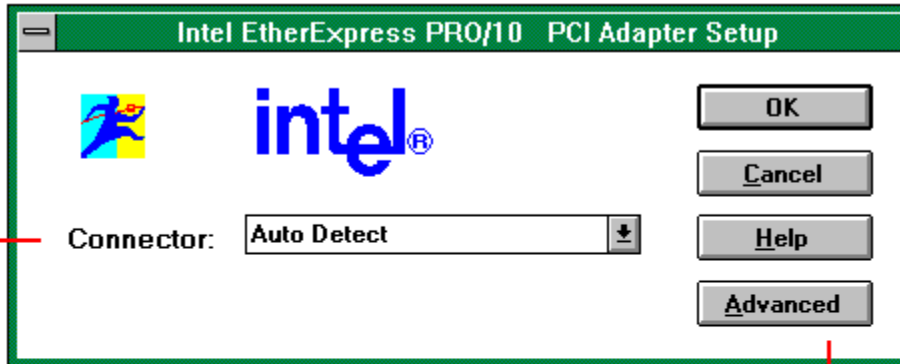 Intel EtherExpress PRO/10 PCI Adapter Setup
intel®
OK
Cancel
Connector: Auto Detect
Help
Advanced